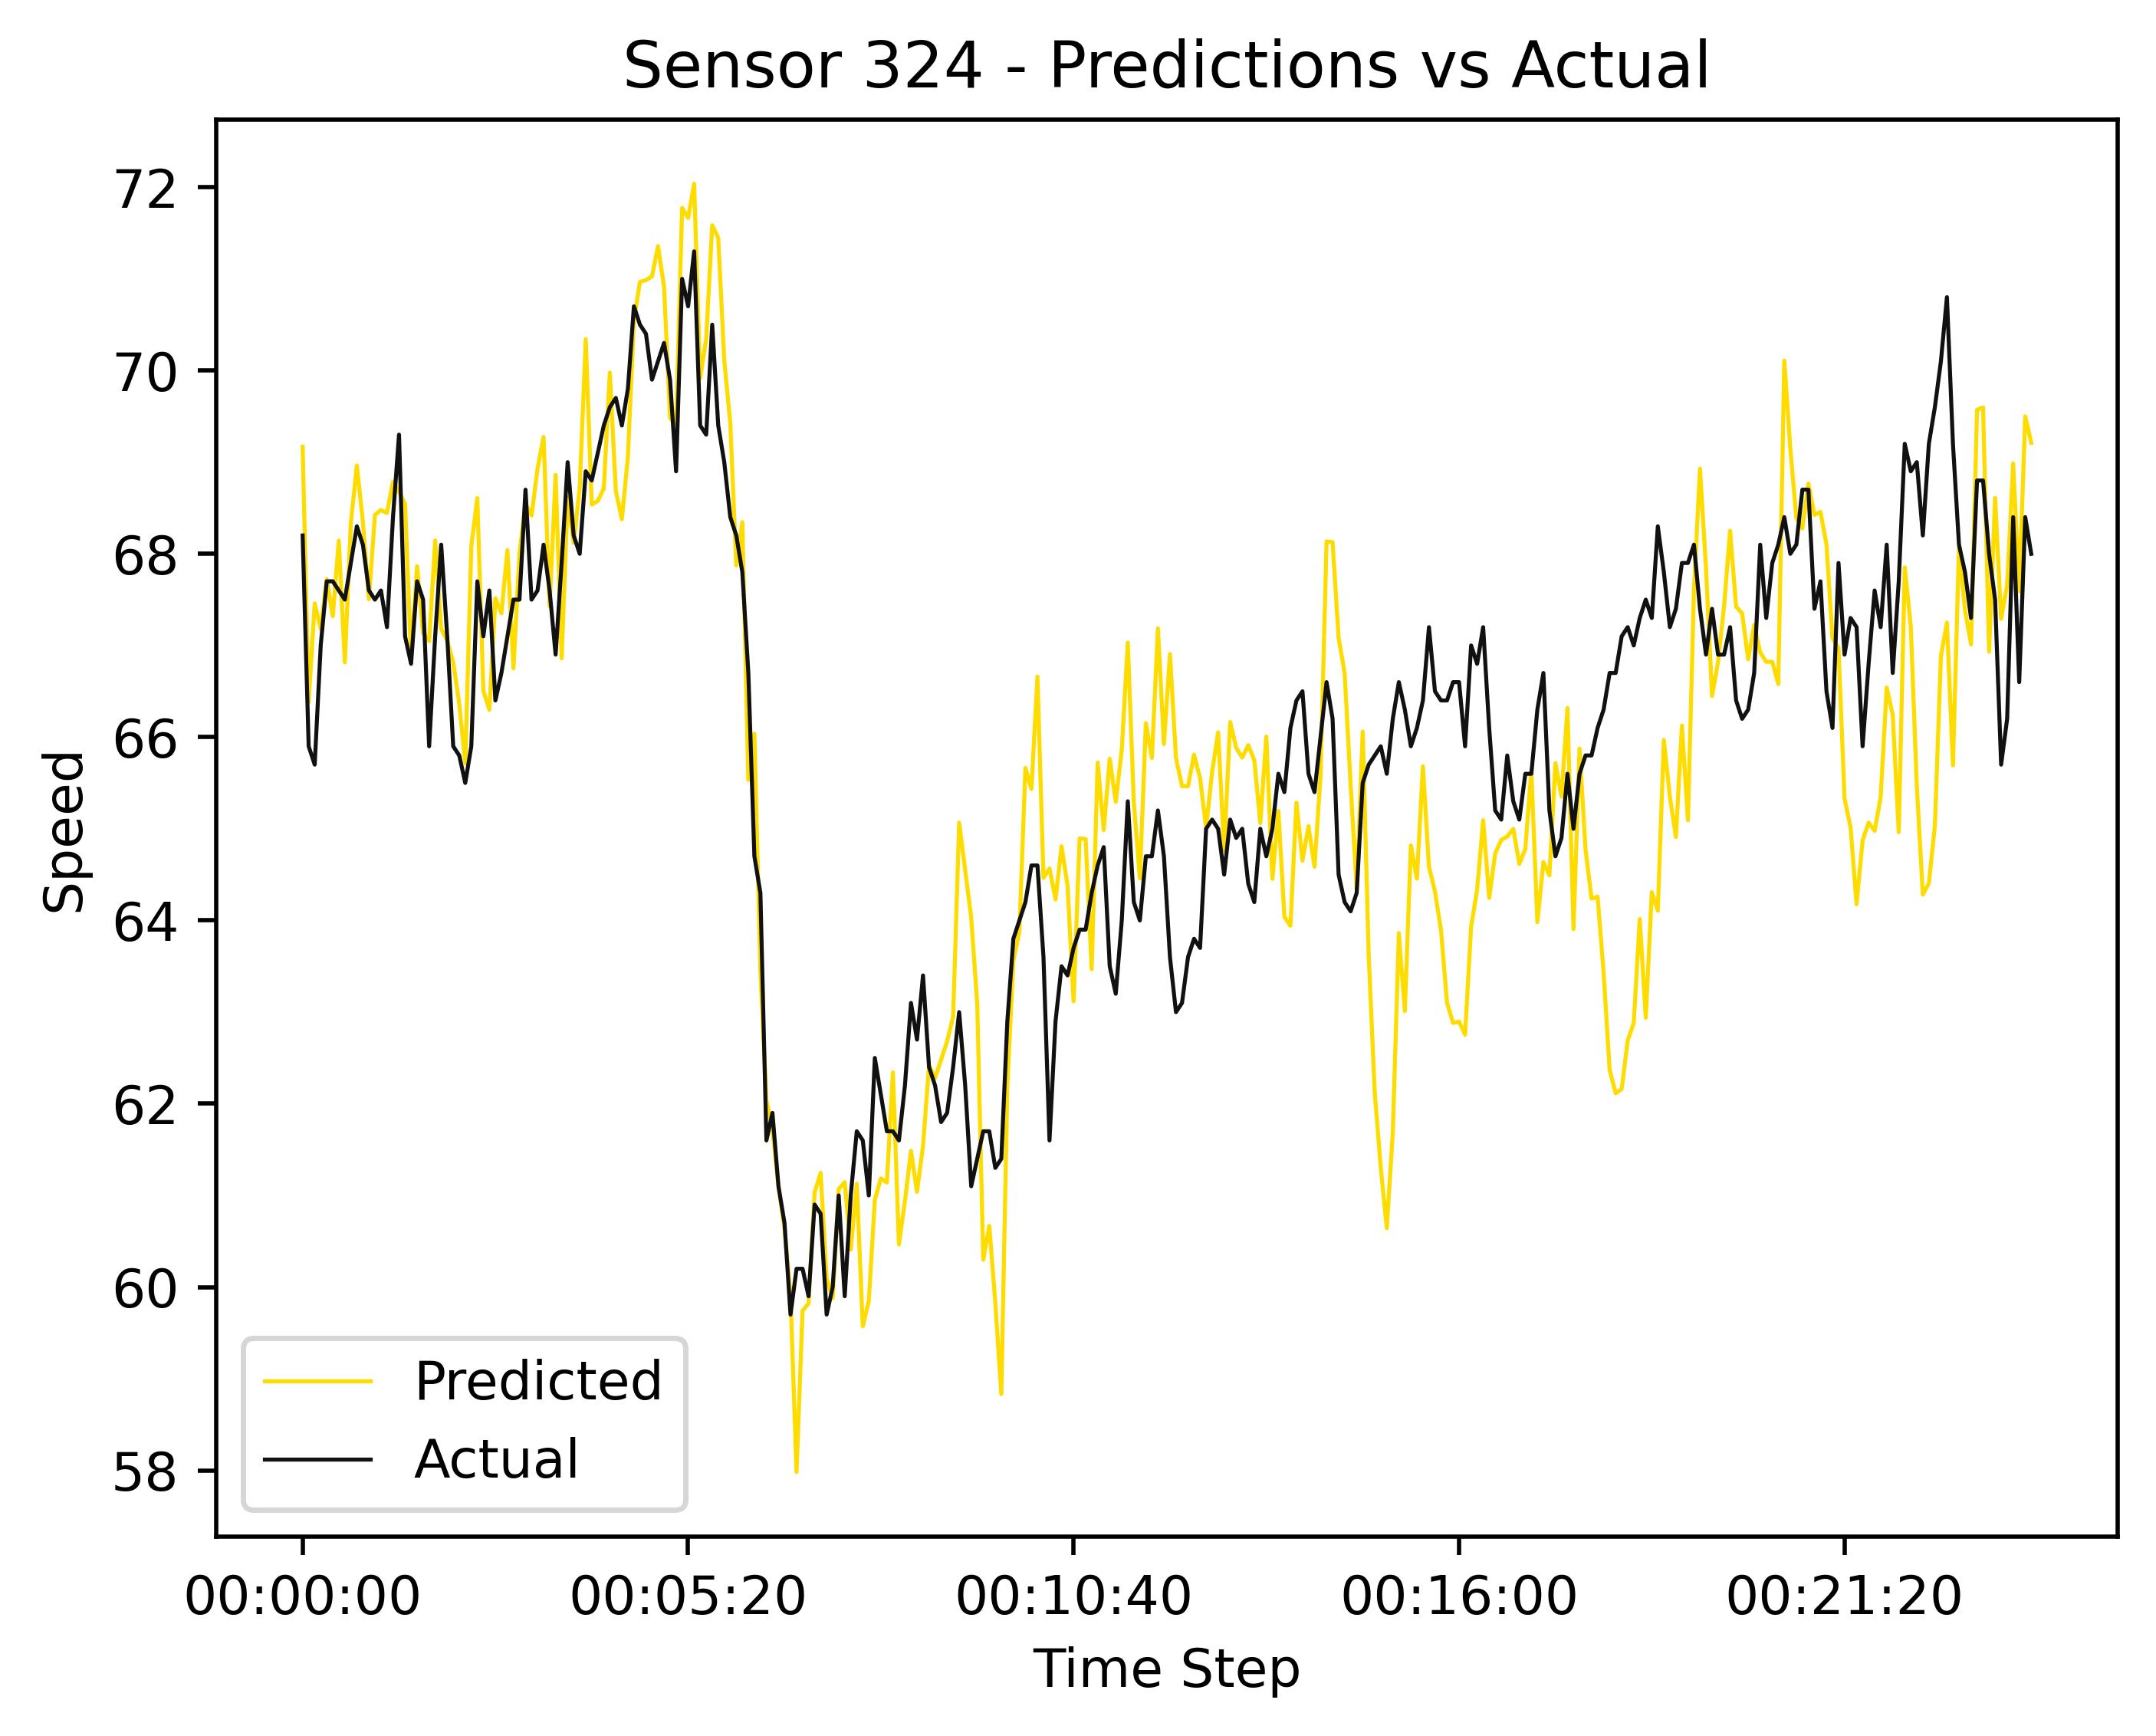 Sensor 324 - Predictions vs Actual
72
70
68
66
64
62
60
58
Speed
Predicted
Actual
00:00:00 00:05:20 00:10:40 00:16:00 00:21:20
Time Step